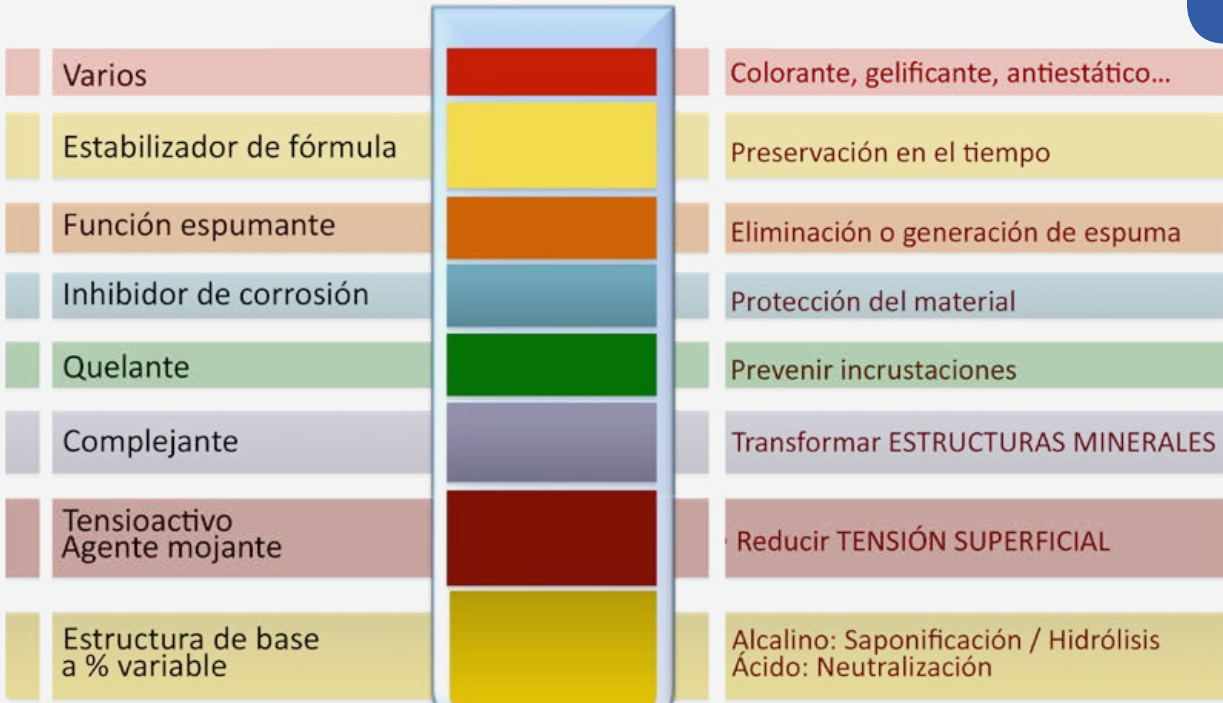 Varios
Colorante, gelificante, antiestático...
Estabilizador de fórmula
Preservación en el tiempo
Función espumante
Eliminación o generación de espuma
Inhibidor de corrosión
Protección del material
Quelante
Prevenir incrustaciones
Complejante
Transformar ESTRUCTURAS MINERALES
Tensioactivo
Agente mojante
Reducir TENSIÓN SUPERFICIAL
Estructura de base
a % variable
Alcalino: Saponificación / Hidrólisis
Ácido: Neutralización